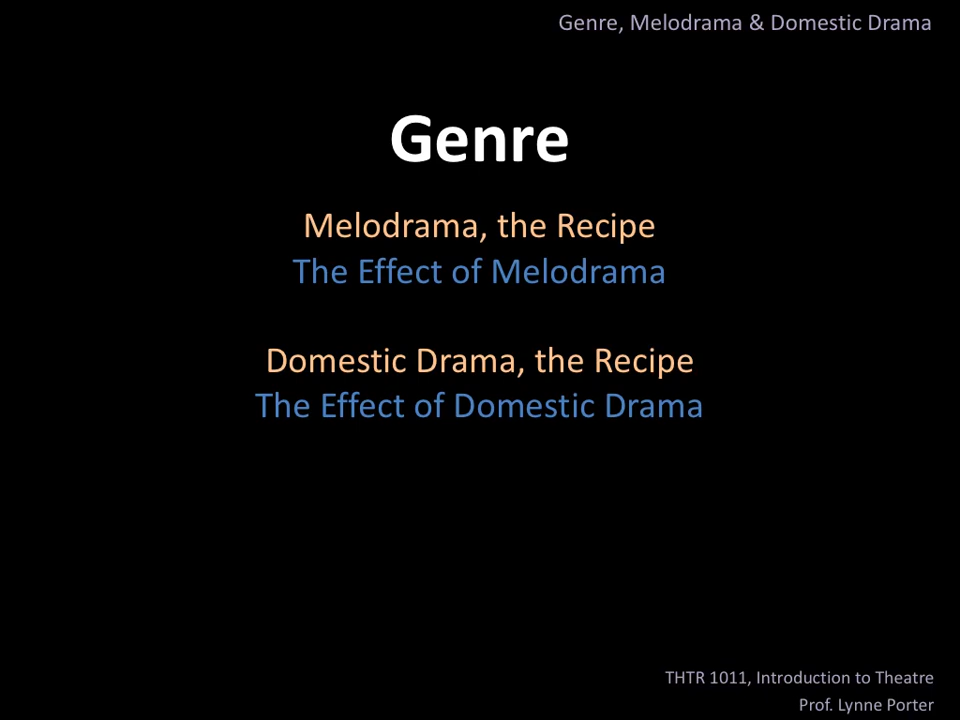 Genre, Melodrama & Domestic Drama
Genre
Melodrama, the Recipe
The Effect of Melodrama
Domestic Drama, the Recipe
The Effect of Domestic Drama
THTR 1011, Introduction to Theatre
Prof. Lynne Porter